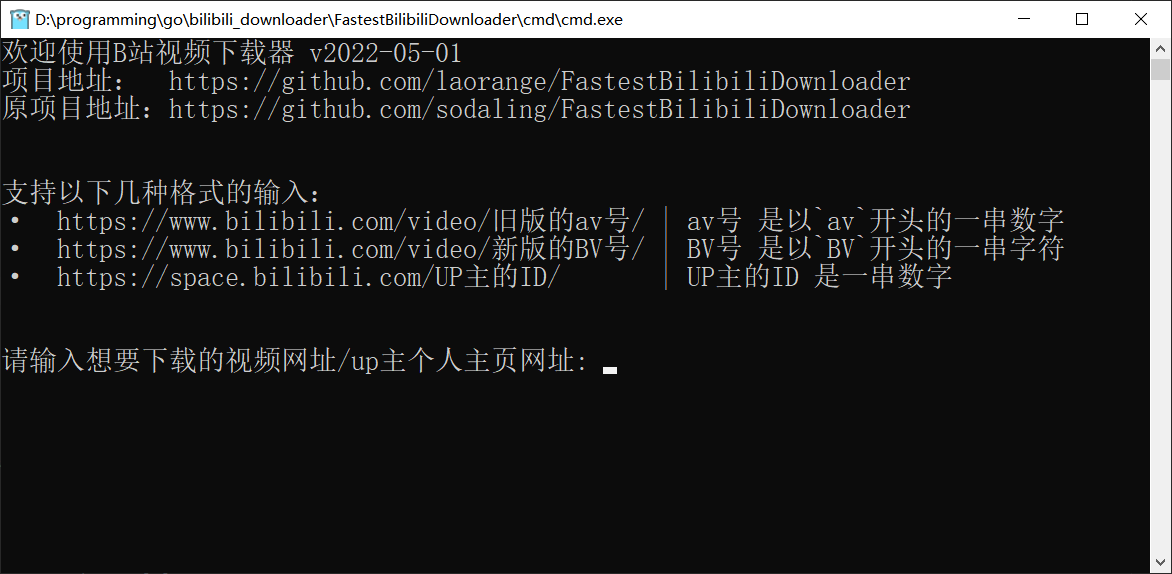 D:\programming\go\bilibili_downloader\FastestBilibiliDownloader\cmd\cmd.exe
欢迎使用B站视频下载器 v2022-05-01
项目地址： https://github.com/laorange/FastestBilibiliDownloader
原项目地址：https://github.com/sodaling/FastestBilibiliDownloader
支持以下几种格式的输入：
• https://www.bilibili.com/video/旧版的av号/ | av号 是以`av`开头的一串数字
• https://www.bilibili.com/video/新版的BV号/ | BV号 是以`BV`开头的一串字符
• https://space.bilibili.com/UP主的ID/ | UP主的ID 是一串数字
请输入想要下载的视频网址/up主个人主页网址: